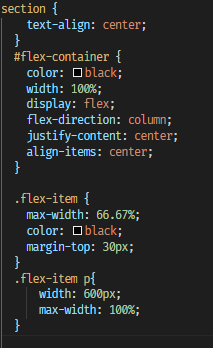 section {
text-align: center;
}
#flex-container {
color: black;
width: 100%;
display: flex;
flex-direction: column;
justify-content: center;
align-items: center;
}
.flex-item {
max-width: 66.67%;
color: black;
margin-top: 30px;
}
.flex-item p{
width: 600px;
max-width: 100%;
}